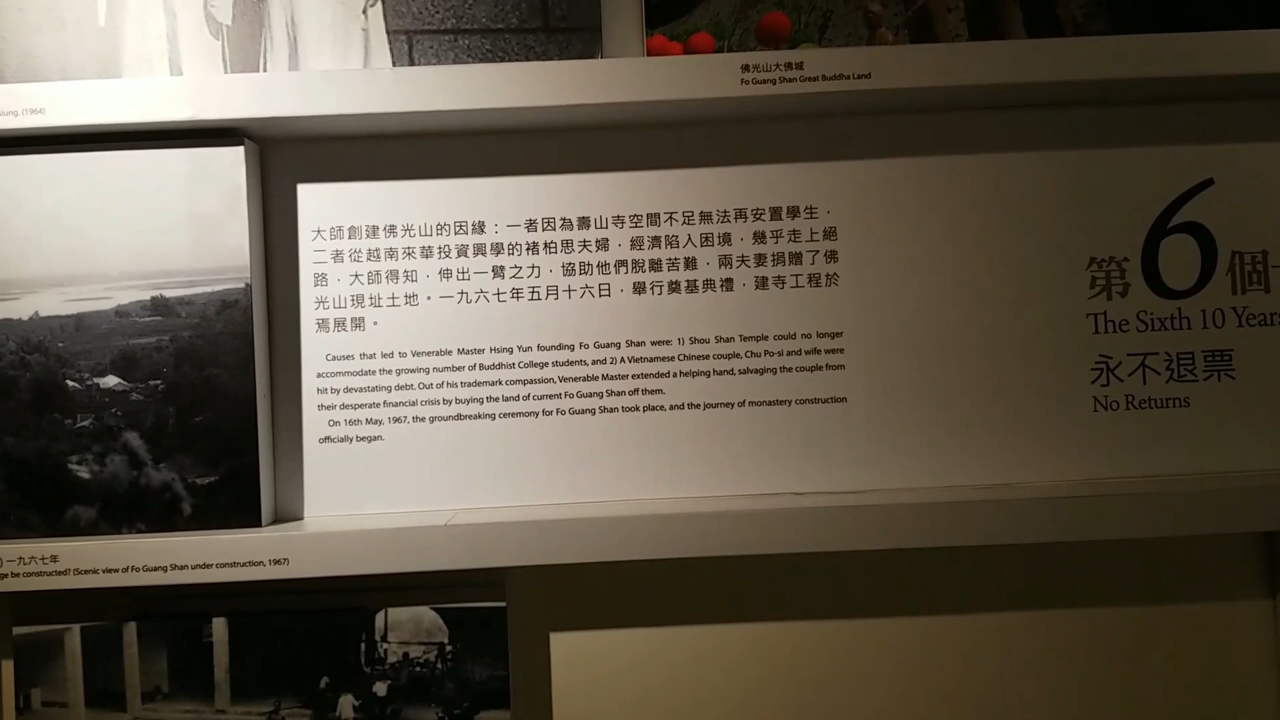 佛光山大佛城
Fo Guang Shan Great Buddha Land
(1964)
大師創建佛光山的因緣：一者因為壽山寺空間不足無法再安置學生，
二者從越南來華投資興學的褚柏思夫婦，經濟陷入困境，幾乎走上絕
路，大師得知，伸出一臂之力，協助他們脫離苦難，兩夫妻捐贈了佛
光山現址土地。一九六七年五月十六日，舉行奠基典禮，建寺工程於
焉展開。
Causes that led to Venerable Master Hsing Yun founding Fo Guang Shan were: 1) Shou Shan Temple could no longer
accommodate the growing number of Buddhist College students, and 2) A Vietnamese Chinese couple, Chu Po-si and wife were
hit by devastating debt. Out of his trademark compassion, Venerable Master extended a helping hand, salvaging the couple from
their desperate financial crisis by buying the land of current Fo Guang Shan off them.
On 16th May, 1967, the groundbreaking ceremony for Fo Guang Shan took place, and the journey of monastery construction
officially began.
第6個
The Sixth 10 Years
永不退票
No Returns
) 一九六七年
be constructed? (Scenic view of Fo Guang Shan under construction, 1967)